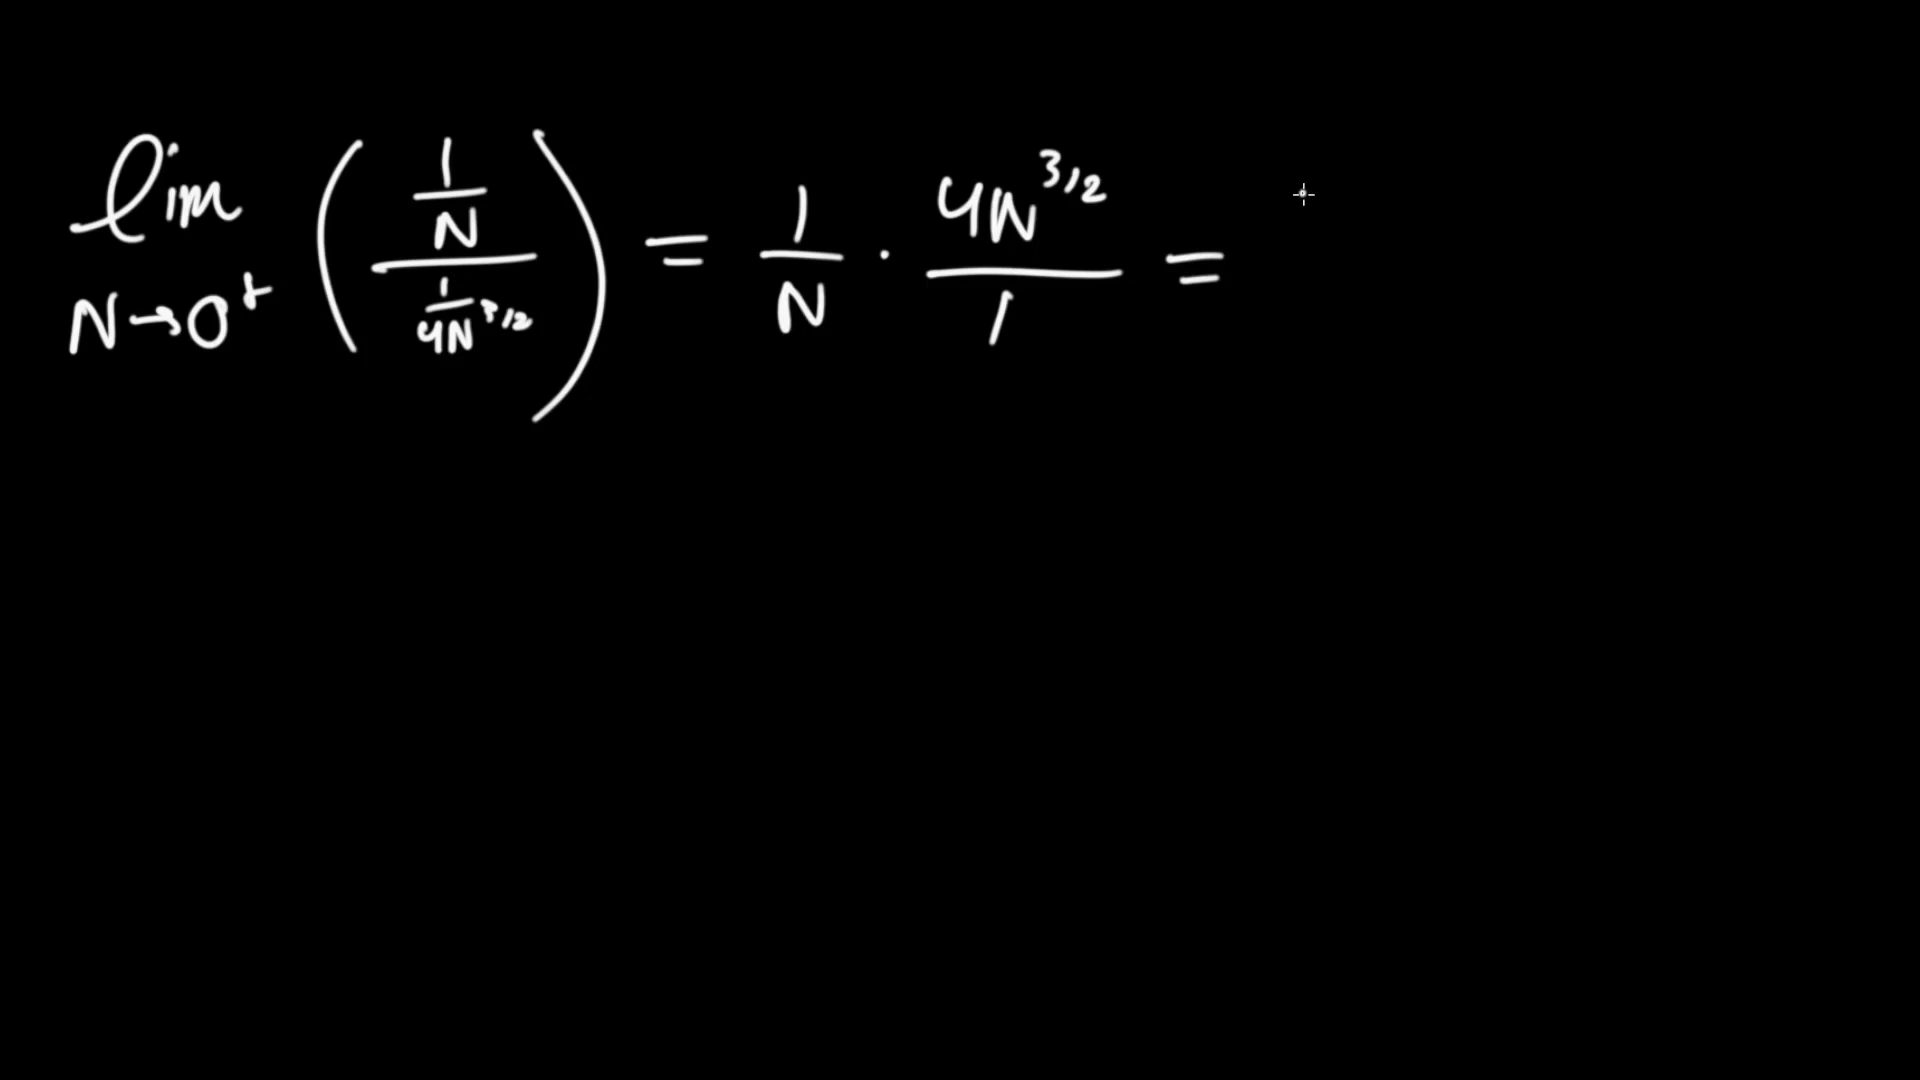 lim N→0⁺ ( (1/N) / (1/(4N^3/2)) ) = 1/N · 4N^3/2 / 1 =